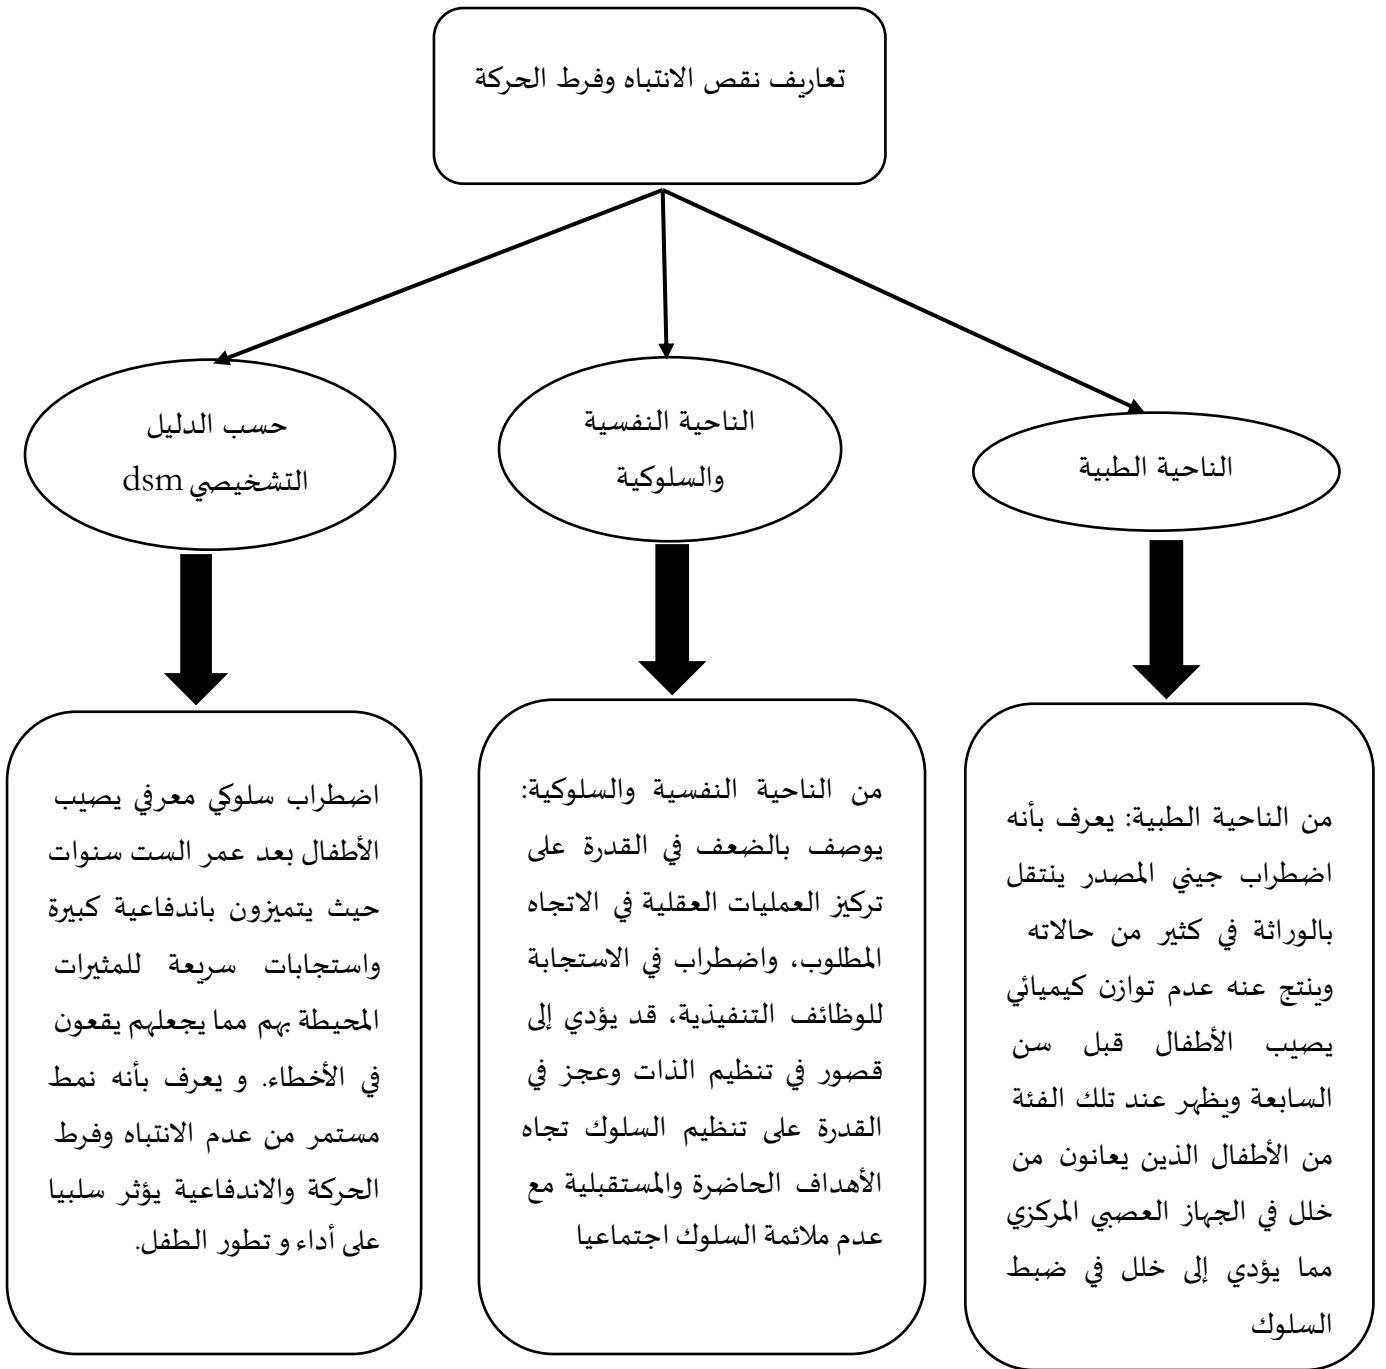 تعاريف نقص الانتباه وفرط الحركة
الناحية الطبية
الناحية النفسية
والسلوكية
حسب الدليل
التشخيصي dsm
من الناحية الطبية: يعرف بأنه
اضطراب جيني المصدر ينتقل
بالوراثة في كثير من حالاته
وينتج عنه عدم توازن كيميائي
يصيب الأطفال قبل سن
السابعة ويظهر عند تلك الفئة
من الأطفال الذين يعانون من
خلل في الجهاز العصبي المركزي
مما يؤدي إلى خلل في ضبط
السلوك
من الناحية النفسية والسلوكية:
يوصف بالضعف في القدرة على
تركيز العمليات العقلية في الاتجاه
المطلوب، واضطراب في الاستجابة
للوظائف التنفيذية، قد يؤدي إلى
قصور في تنظيم الذات وعجز في
القدرة على تنظيم السلوك تجاه
الأهداف الحاضرة والمستقبلية مع
عدم ملائمة السلوك اجتماعيا
اضطراب سلوكي معرفي يصيب
الأطفال بعد عمر الست سنوات
حيث يتميزون باندفاعية كبيرة
واستجابات سريعة للمثيرات
المحيطة بهم مما يجعلهم يقعون
في الأخطاء. و يعرف بأنه نمط
مستمر من عدم الانتباه وفرط
الحركة والاندفاعية يؤثر سلبيا
على أداء و تطور الطفل.